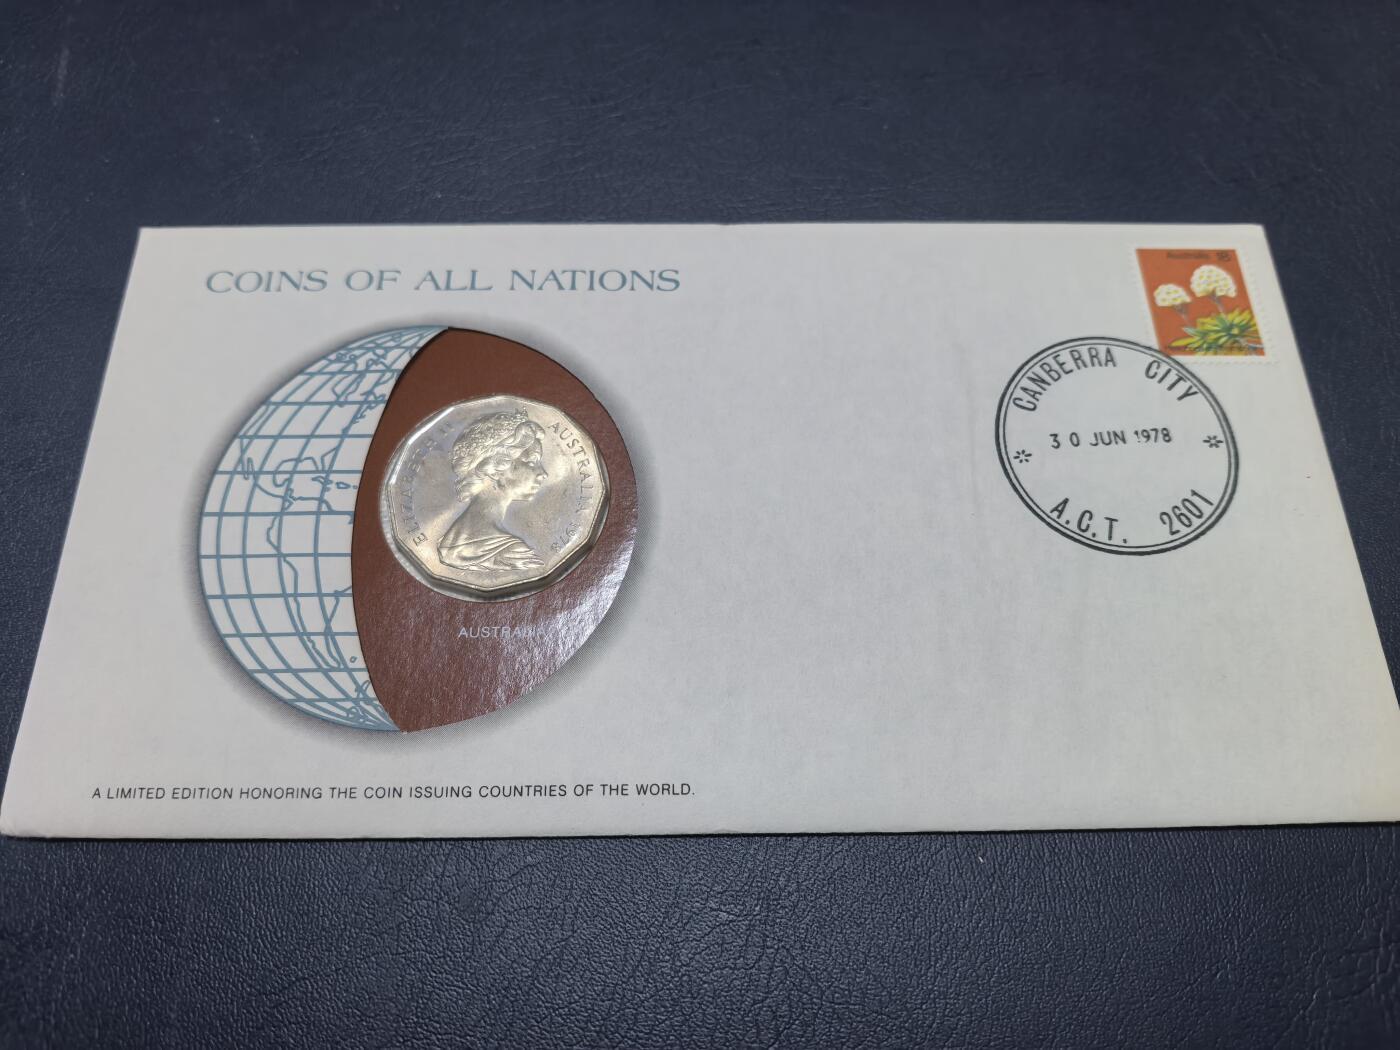 COINS OF ALL NATIONS
Australia 18
CANBERRA CITY
30 JUN 1978
A.C.T. 2601
ELIZABETH II
AUSTRALIA 1978
AUSTRALIA
A LIMITED EDITION HONORING THE COIN ISSUING COUNTRIES OF THE WORLD.